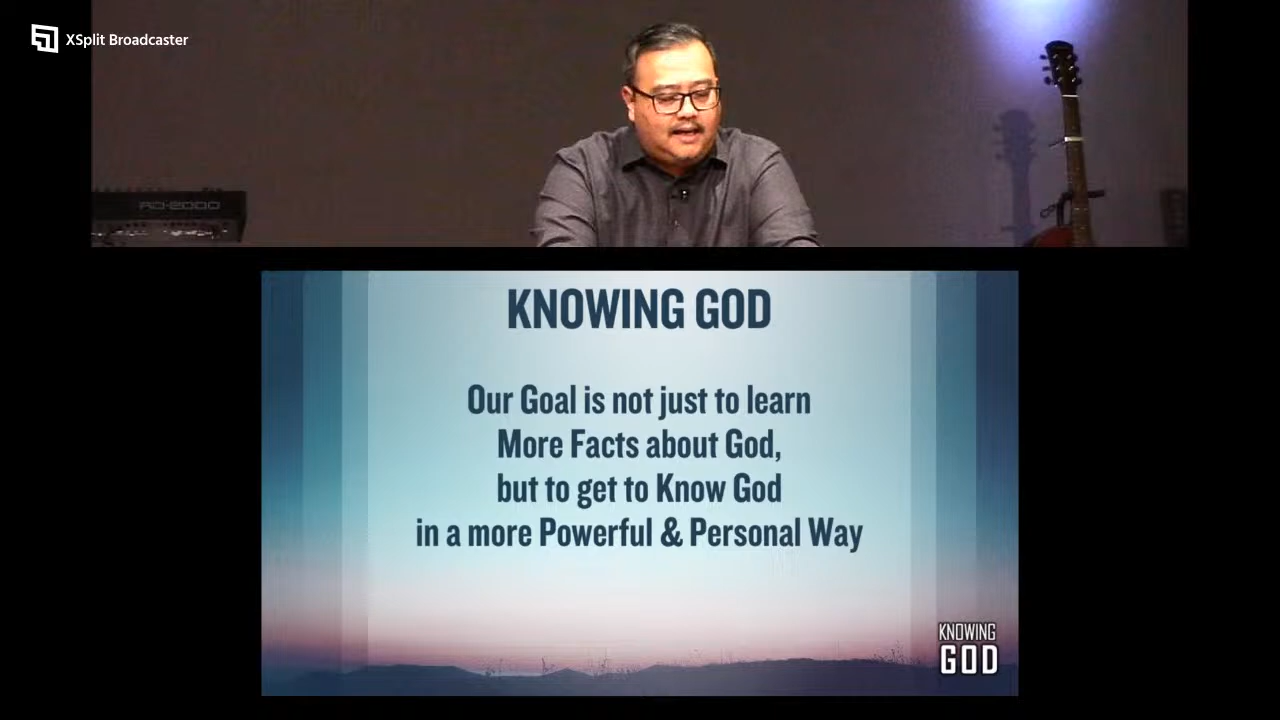 XSplit Broadcaster
RD-2000
KNOWING GOD
Our Goal is not just to learn
More Facts about God,
but to get to Know God
in a more Powerful & Personal Way
KNOWING
GOD